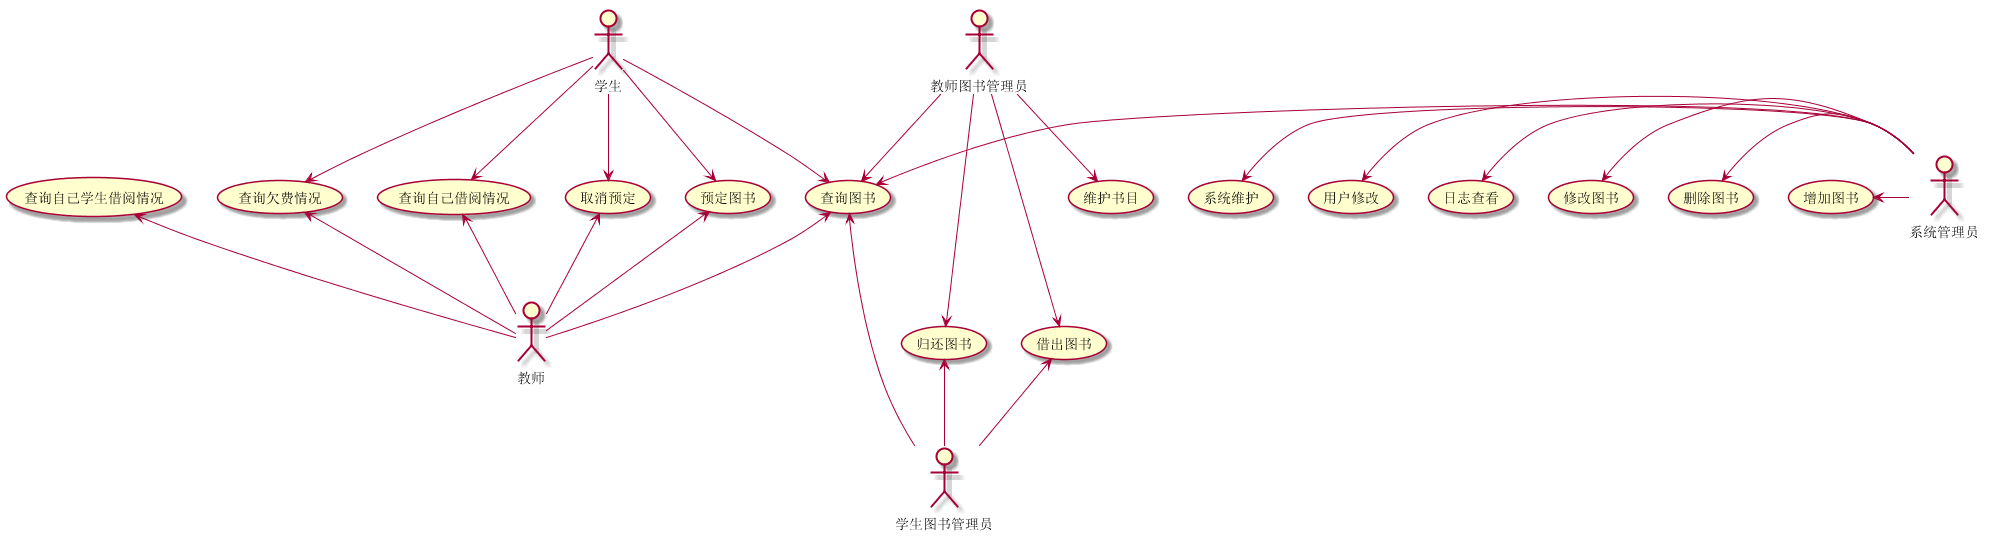 学生
教师图书管理员
查询自己学生借阅情况
查询欠费情况
查询自己借阅情况
取消预定
预定图书
查询图书
维护书目
系统维护
用户修改
日志查看
修改图书
删除图书
增加图书
系统管理员
归还图书
借出图书
教师
学生图书管理员